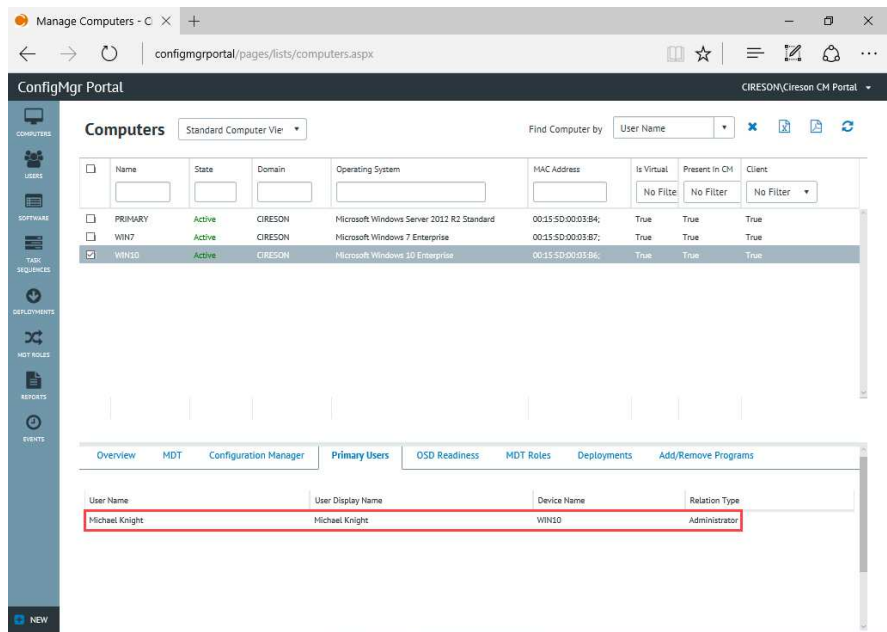 Manage Computers - Ci
configmgrportal/pages/lists/computers.aspx
ConfigMgr Portal
CIRESON\Cireson CM Portal
COMPUTERS
USERS
SOFTWARE
TASK
SEQUENCES
DEPLOYMENTS
MDT ROLES
REPORTS
EVENTS
NEW
Computers
Standard Computer Vie
Find Computer by
User Name
Name State Domain Operating System MAC Address Is Virtual Present In CM Client
No Filte No Filter No Filter
PRIMARY Active CIRESON Microsoft Windows Server 2012 R2 Standard 00:15:5D:00:03:B4; True True True
WIN7 Active CIRESON Microsoft Windows 7 Enterprise 00:15:5D:00:03:B7; True True True
WIN10 Active CIRESON Microsoft Windows 10 Enterprise 00:15:5D:00:03:B6; True True True
Overview MDT Configuration Manager Primary Users OSD Readiness MDT Roles Deployments Add/Remove Programs
User Name User Display Name Device Name Relation Type
Michael Knight Michael Knight WIN10 Administrator